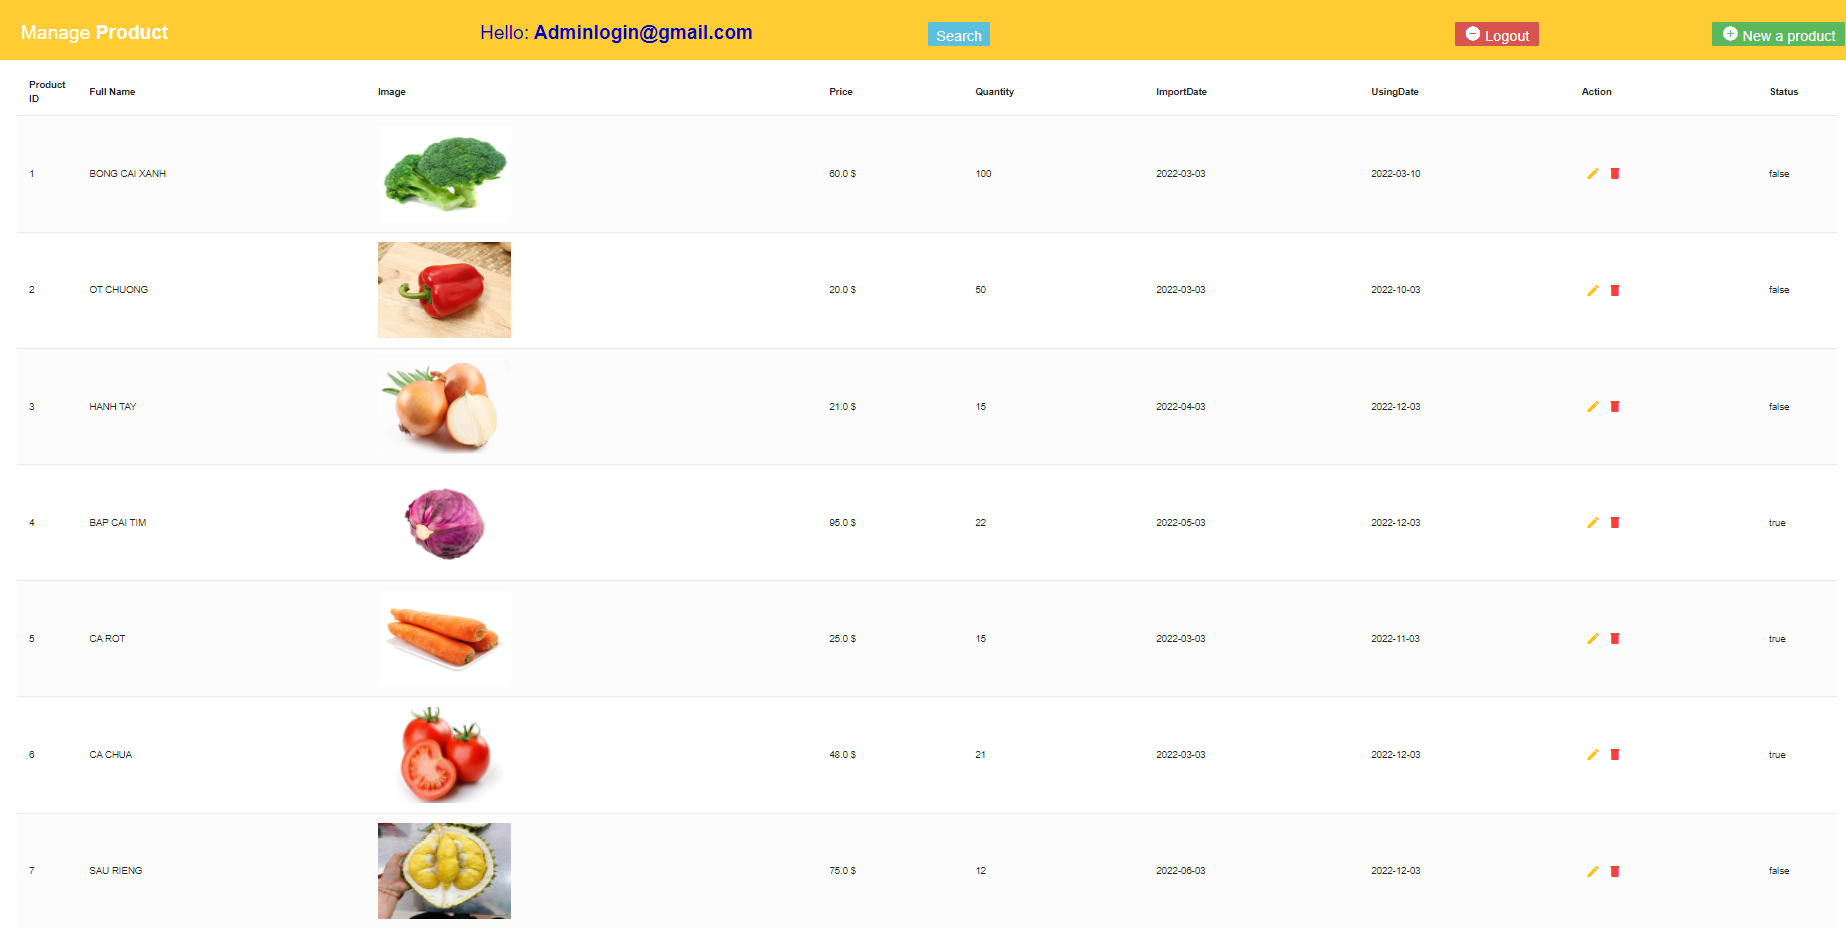 Manage Product Hello: Adminlogin@gmail.com Search Logout New a product
Product ID Full Name Image Price Quantity ImportDate UsingDate Action Status
1 BONG CAI XANH 60.0 $ 100 2022-03-03 2022-03-10 false
2 OT CHUONG 20.0 $ 50 2022-03-03 2022-10-03 false
3 HANH TAY 21.0 $ 15 2022-04-03 2022-12-03 false
4 BAP CAI TIM 95.0 $ 22 2022-05-03 2022-12-03 true
5 CA ROT 25.0 $ 15 2022-03-03 2022-11-03 true
6 CA CHUA 48.0 $ 21 2022-03-03 2022-12-03 true
7 SAU RIENG 75.0 $ 12 2022-06-03 2022-12-03 false